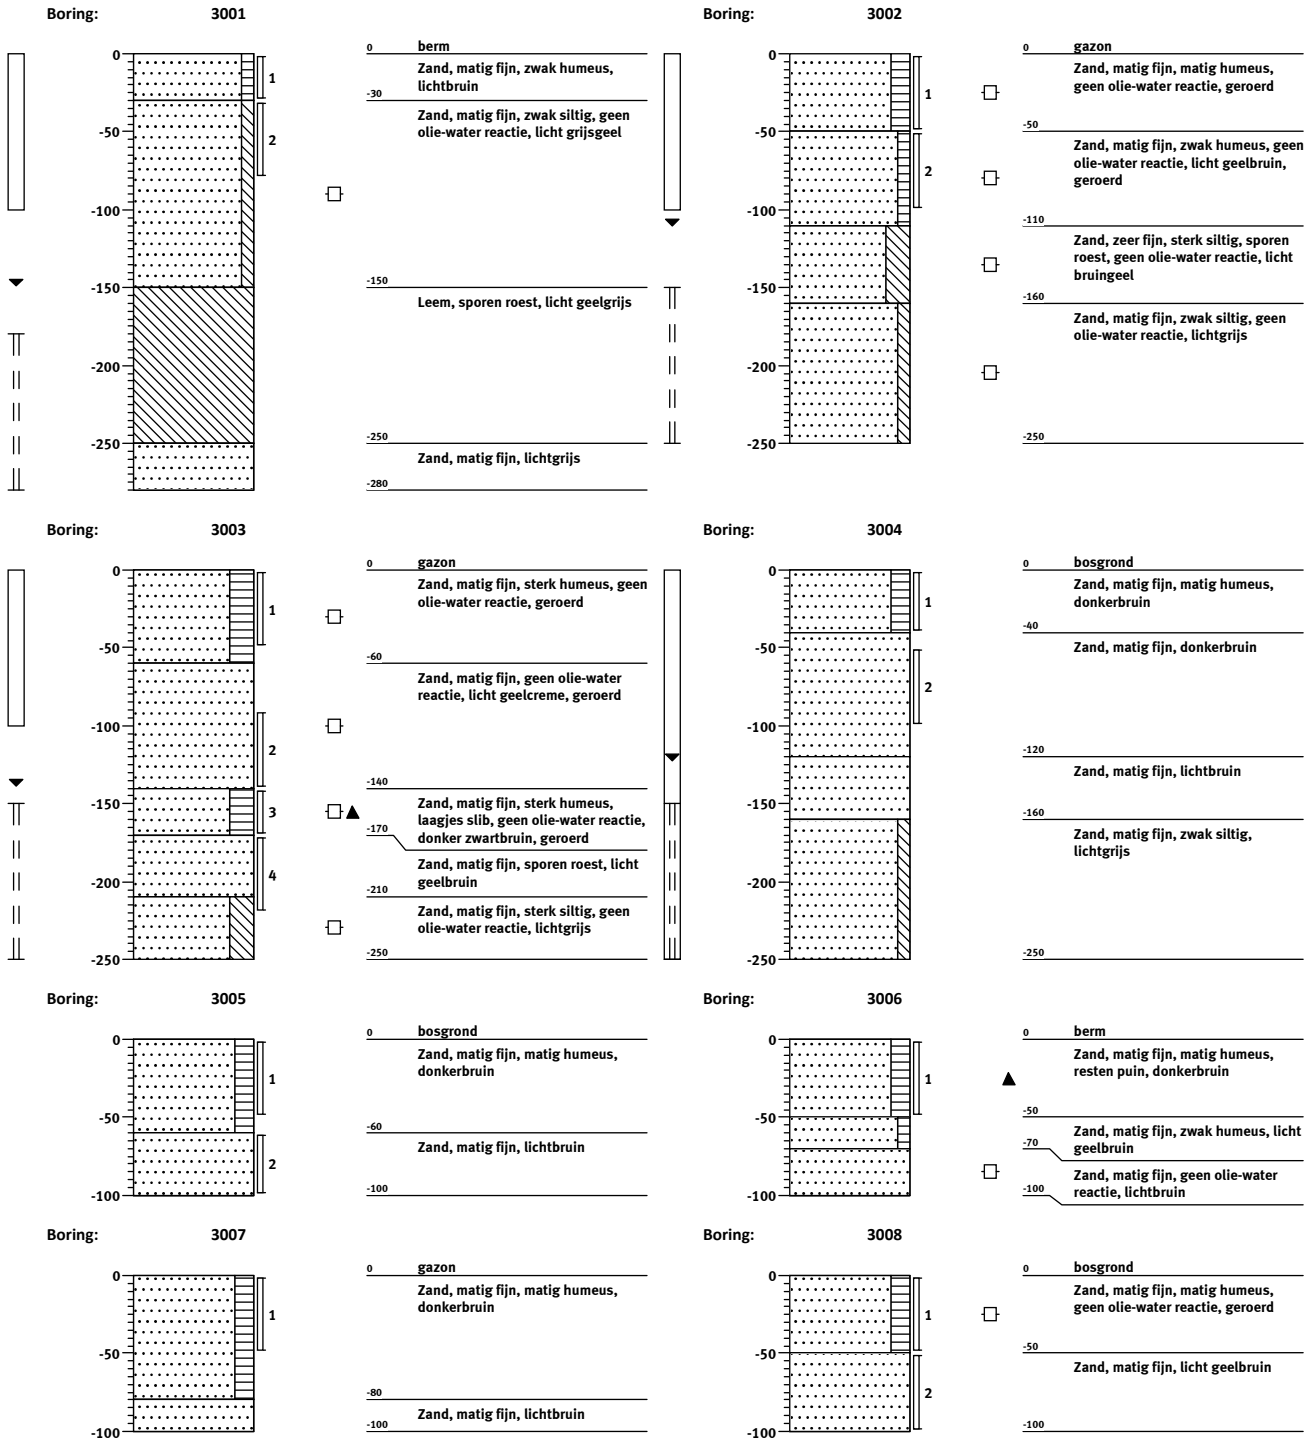 Boring: 3001
0
-50
-100
-150
-200
-250
1
2
0 berm
Zand, matig fijn, zwak humeus,
lichtbruin
-30
Zand, matig fijn, zwak siltig, geen
olie-water reactie, licht grijsgeel
-150
Leem, sporen roest, licht geelgrijs
-250
Zand, matig fijn, lichtgrijs
-280
Boring: 3002
0
-50
-100
-150
-200
-250
1
2
0 gazon
Zand, matig fijn, matig humeus,
geen olie-water reactie, geroerd
-50
Zand, matig fijn, zwak humeus, geen
olie-water reactie, licht geelbruin,
geroerd
-110
Zand, zeer fijn, sterk siltig, sporen
roest, geen olie-water reactie, licht
bruingeel
-160
Zand, matig fijn, zwak siltig, geen
olie-water reactie, lichtgrijs
-250
Boring: 3003
0
-50
-100
-150
-200
-250
1
2
3
4
0 gazon
Zand, matig fijn, sterk humeus, geen
olie-water reactie, geroerd
-60
Zand, matig fijn, geen olie-water
reactie, licht geelcreme, geroerd
-140
Zand, matig fijn, sterk humeus,
laagjes slib, geen olie-water reactie,
donker zwartbruin, geroerd
-170
Zand, matig fijn, sporen roest, licht
geelbruin
-210
Zand, matig fijn, sterk siltig, geen
olie-water reactie, lichtgrijs
-250
Boring: 3004
0
-50
-100
-150
-200
-250
1
2
0 bosgrond
Zand, matig fijn, matig humeus,
donkerbruin
-40
Zand, matig fijn, donkerbruin
-120
Zand, matig fijn, lichtbruin
-160
Zand, matig fijn, zwak siltig,
lichtgrijs
-250
Boring: 3005
0
-50
-100
1
2
0 bosgrond
Zand, matig fijn, matig humeus,
donkerbruin
-60
Zand, matig fijn, lichtbruin
-100
Boring: 3006
0
-50
-100
1
0 berm
Zand, matig fijn, matig humeus,
resten puin, donkerbruin
-50
Zand, matig fijn, zwak humeus, licht
geelbruin
-70
Zand, matig fijn, geen olie-water
reactie, lichtbruin
-100
Boring: 3007
0
-50
-100
1
0 gazon
Zand, matig fijn, matig humeus,
donkerbruin
-80
Zand, matig fijn, lichtbruin
-100
Boring: 3008
0
-50
-100
1
2
0 bosgrond
Zand, matig fijn, matig humeus,
geen olie-water reactie, geroerd
-50
Zand, matig fijn, licht geelbruin
-100